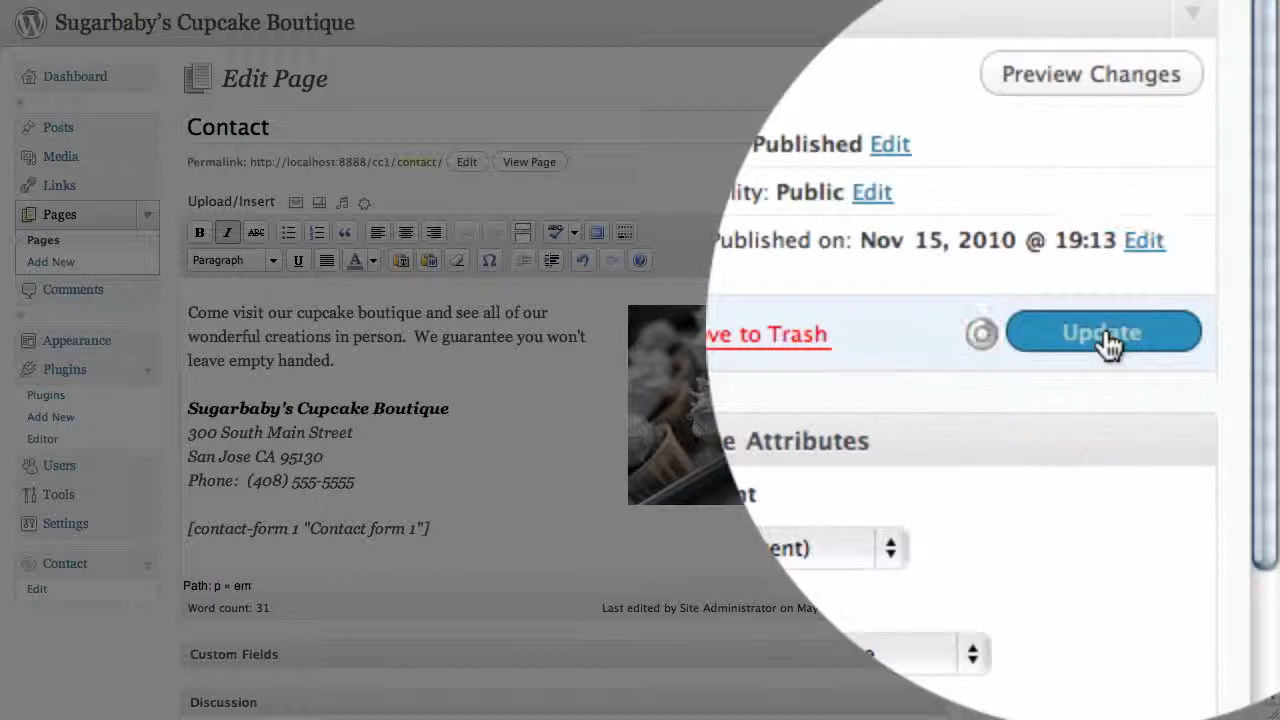 Sugarbaby's Cupcake Boutique
Dashboard
Posts
Media
Links
Pages
Pages
Add New
Comments
Appearance
Plugins
Plugins
Add New
Editor
Users
Tools
Settings
Contact
Edit
Edit Page
Contact
Permalink: http://localhost:8888/cc1/contact/ Edit View Page
Upload/Insert
B I ABC
Paragraph U A Ω
Come visit our cupcake boutique and see all of our
wonderful creations in person. We guarantee you won't
leave empty handed.
Sugarbaby's Cupcake Boutique
300 South Main Street
San Jose CA 95130
Phone: (408) 555-5555
[contact-form 1 "Contact form 1"]
Path: p » em
Word count: 31
Last edited by Site Administrator on May
Custom Fields
Discussion
Preview Changes
Published Edit
lity: Public Edit
Published on: Nov 15, 2010 @ 19:13 Edit
ve to Trash
Update
e Attributes
nt
ent)